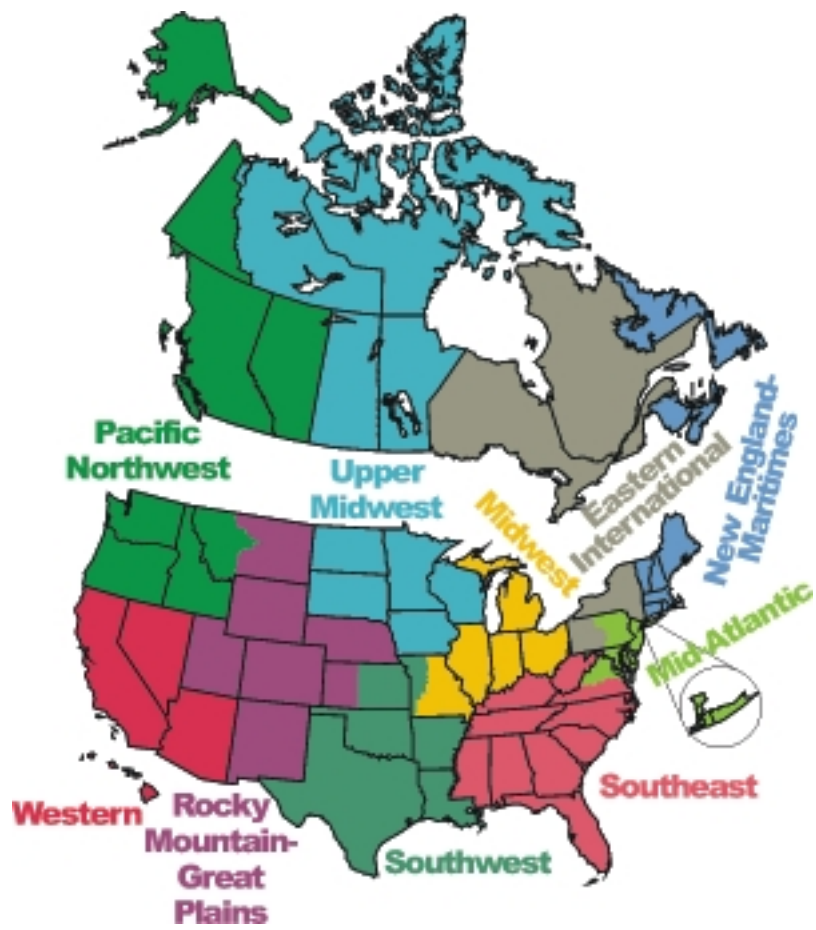 Pacific
Northwest
Upper
Midwest
Midwest
Eastern
International
New England-
Maritimes
Mid-Atlantic
Southeast
Western
Rocky
Mountain-
Great
Plains
Southwest